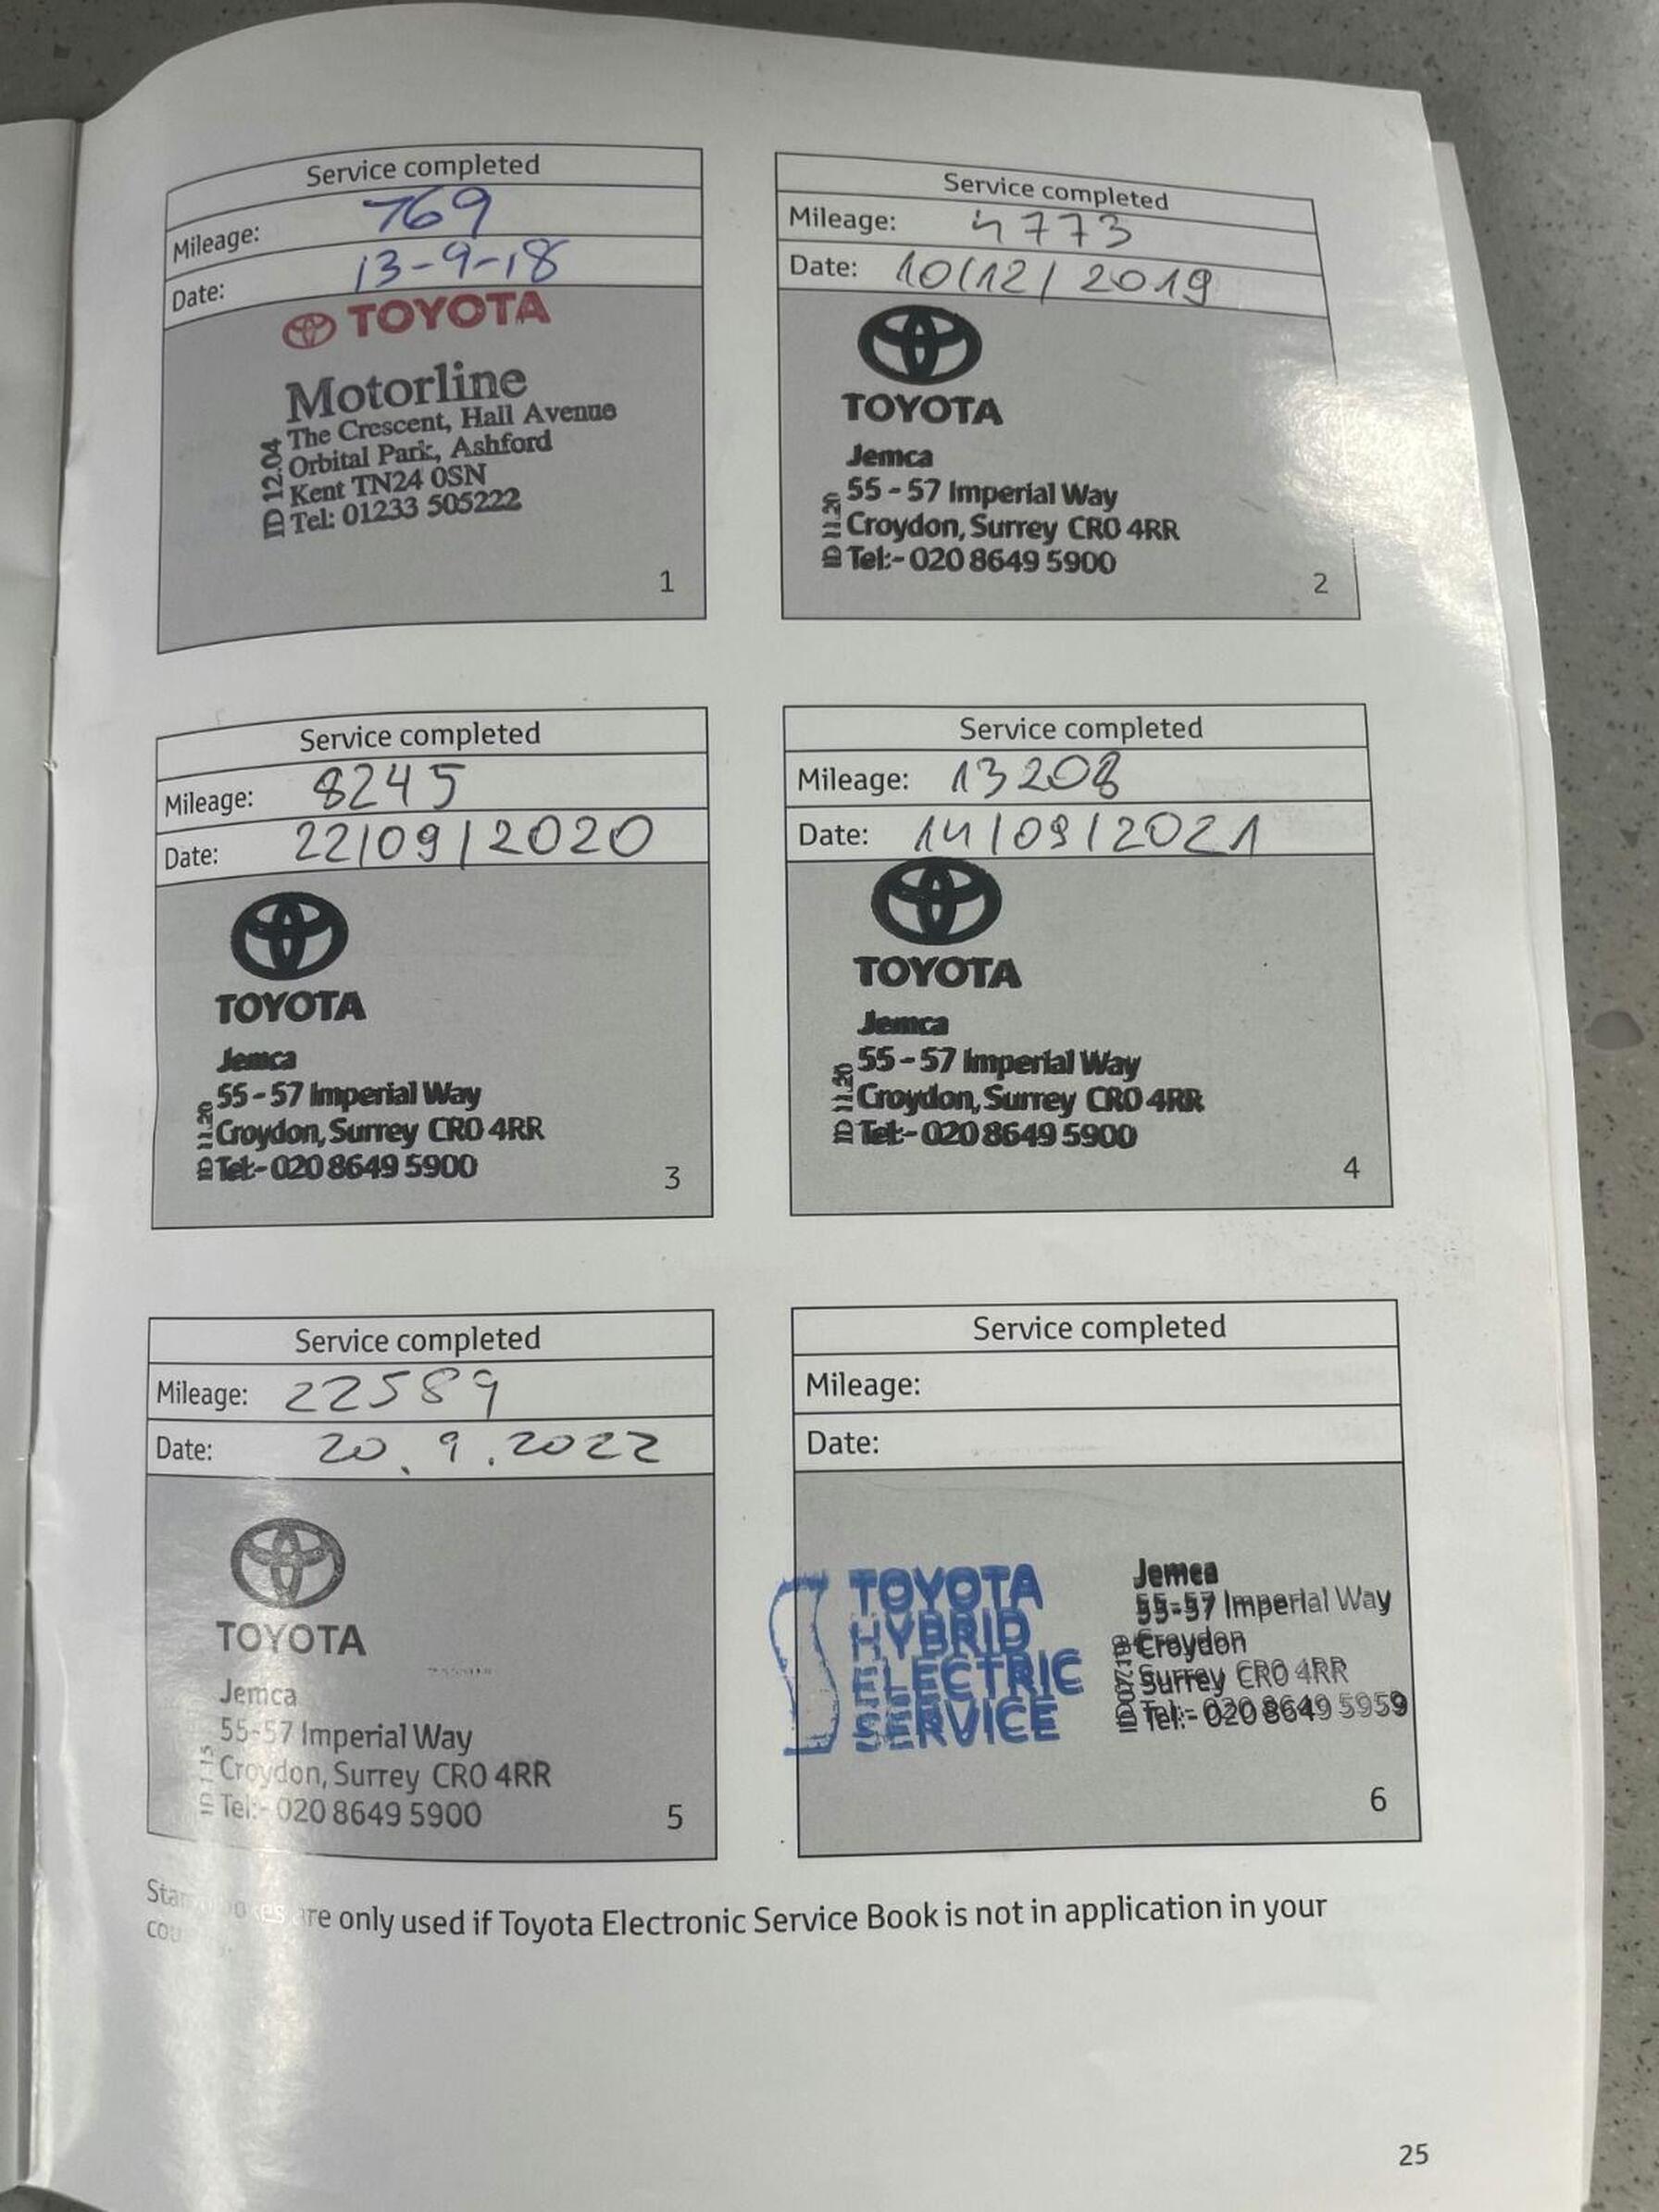 Service completed
Mileage: 769
Date: 13-9-18
TOYOTA
Motorline
The Crescent, Hall Avenue
Orbital Park, Ashford
Kent TN24 0SN
Tel: 01233 505222
ID 12.04
1
Service completed
Mileage: 4773
Date: 10/12/2019
TOYOTA
Jemca
55-57 Imperial Way
Croydon, Surrey CR0 4RR
Tel:- 020 8649 5900
ID 11.20
2
Service completed
Mileage: 8245
Date: 22/09/2020
TOYOTA
Jemca
55-57 Imperial Way
Croydon, Surrey CR0 4RR
Tel:- 020 8649 5900
ID 11.20
3
Service completed
Mileage: 13208
Date: 14/09/2021
TOYOTA
Jemca
55-57 Imperial Way
Croydon, Surrey CR0 4RR
Tel:- 020 8649 5900
ID 11.20
4
Service completed
Mileage: 22589
Date: 20.9.2022
TOYOTA
Jemca
55-57 Imperial Way
Croydon, Surrey CR0 4RR
Tel:- 020 8649 5900
5
Service completed
Mileage:
Date:
TOYOTA
HYBRID
ELECTRIC
SERVICE
Jemca
55-57 Imperial Way
Croydon
Surrey CR0 4RR
Tel:- 020 8649 5959
6
are only used if Toyota Electronic Service Book is not in application in your
25